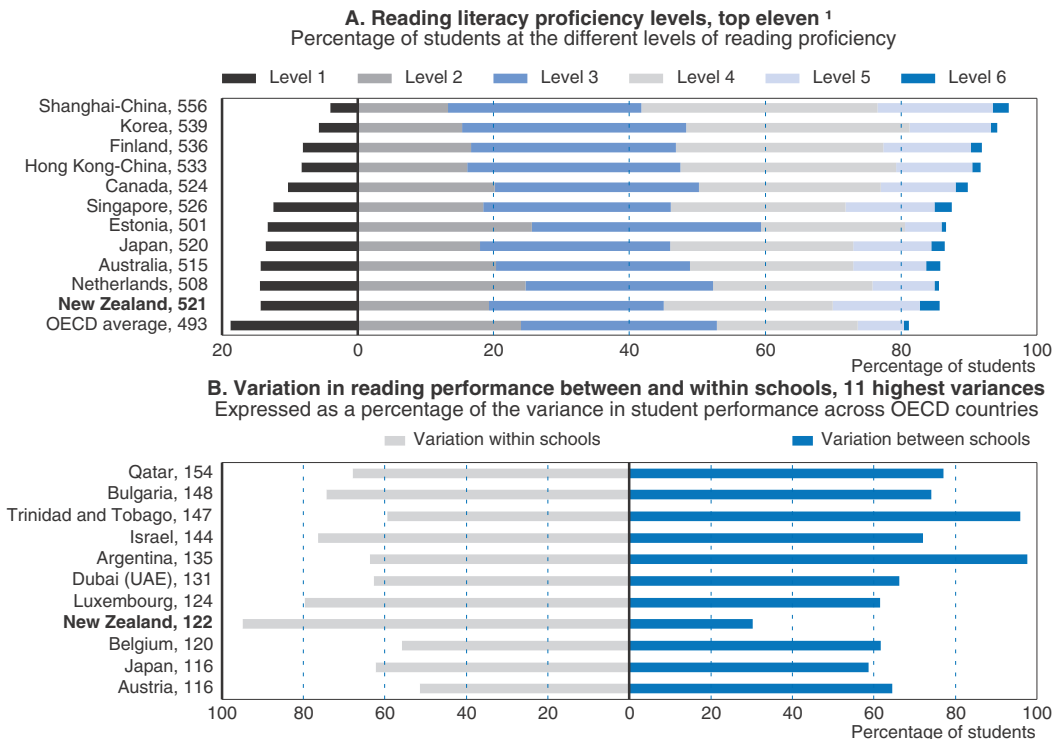 A. Reading literacy proficiency levels, top eleven ¹
Percentage of students at the different levels of reading proficiency
Level 1 Level 2 Level 3 Level 4 Level 5 Level 6
Shanghai-China, 556
Korea, 539
Finland, 536
Hong Kong-China, 533
Canada, 524
Singapore, 526
Estonia, 501
Japan, 520
Australia, 515
Netherlands, 508
New Zealand, 521
OECD average, 493
20 0 20 40 60 80 100
Percentage of students
B. Variation in reading performance between and within schools, 11 highest variances
Expressed as a percentage of the variance in student performance across OECD countries
Variation within schools Variation between schools
Qatar, 154
Bulgaria, 148
Trinidad and Tobago, 147
Israel, 144
Argentina, 135
Dubai (UAE), 131
Luxembourg, 124
New Zealand, 122
Belgium, 120
Japan, 116
Austria, 116
100 80 60 40 20 0 20 40 60 80 100
Percentage of students